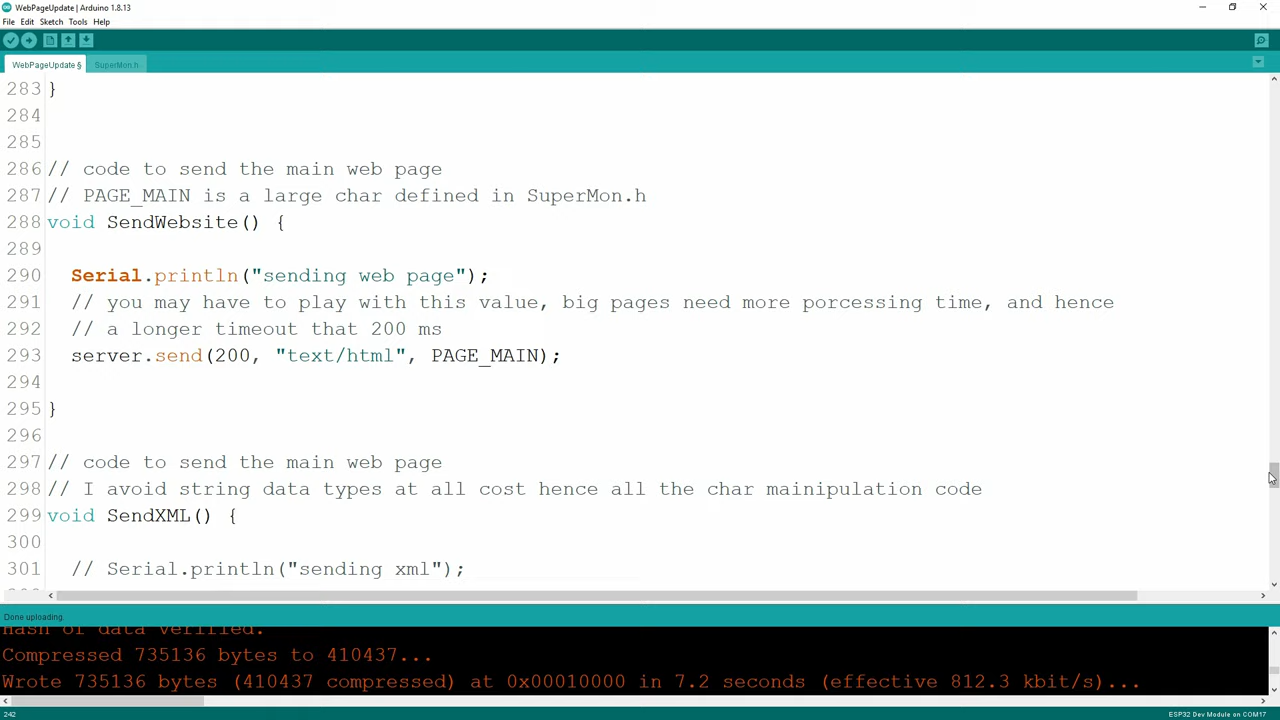 WebPageUpdate | Arduino 1.8.13
File Edit Sketch Tools Help
WebPageUpdate § SuperMon.h
283 }
284
285
286 // code to send the main web page
287 // PAGE_MAIN is a large char defined in SuperMon.h
288 void SendWebsite() {
289
290 Serial.println("sending web page");
291 // you may have to play with this value, big pages need more porcessing time, and hence
292 // a longer timeout that 200 ms
293 server.send(200, "text/html", PAGE_MAIN);
294
295 }
296
297 // code to send the main web page
298 // I avoid string data types at all cost hence all the char mainipulation code
299 void SendXML() {
300
301 // Serial.println("sending xml");
Done uploading.
Hash of data verified.
Compressed 735136 bytes to 410437...
Wrote 735136 bytes (410437 compressed) at 0x00010000 in 7.2 seconds (effective 812.3 kbit/s)...
242 ESP32 Dev Module on COM17